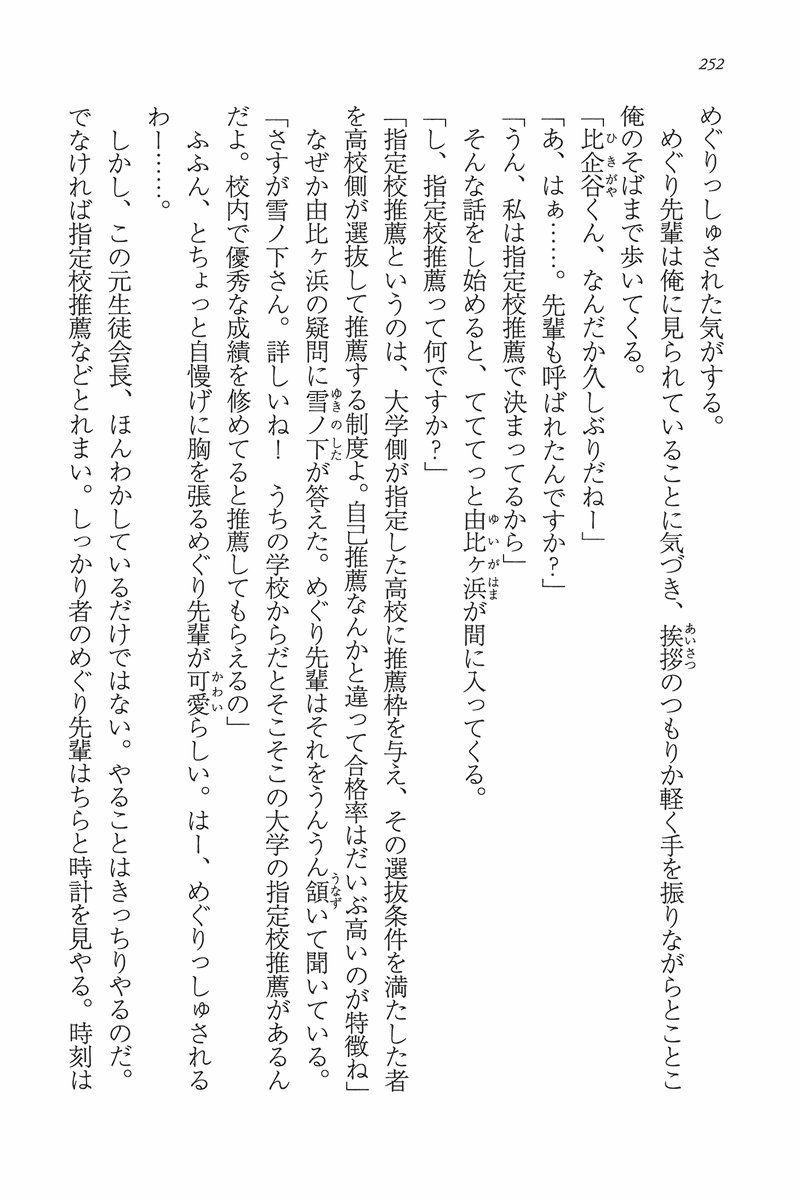 252
めぐりっしゅされた気がする。
めぐり先輩は俺に見られていることに気づき、挨拶のつもりか軽く手を振りながらとことこ
俺のそばまで歩いてくる。
「比企谷くん、なんだか久しぶりだねー」
「あ、はぁ……。先輩も呼ばれたんですか？」
「うん、私は指定校推薦で決まってるから」
そんな話をし始めると、てててっと由比ヶ浜が間に入ってくる。
「し、指定校推薦って何ですか？」
「指定校推薦というのは、大学側が指定した高校に推薦枠を与え、その選抜条件を満たした者
を高校側が選抜して推薦する制度よ。自己推薦なんかと違って合格率はだいぶ高いのが特徴ね」
なぜか由比ヶ浜の疑問に雪ノ下が答えた。めぐり先輩はそれをうんうん頷いて聞いている。
「さすが雪ノ下さん。詳しいね！　うちの学校からだとそこそこの大学の指定校推薦があるん
だよ。校内で優秀な成績を修めてると推薦してもらえるの」
ふふん、とちょっと自慢げに胸を張るめぐり先輩が可愛らしい。はー、めぐりっしゅされる
わー……。
しかし、この元生徒会長、ほんわかしているだけではない。やることはきっちりやるのだ。
でなければ指定校推薦などとれまい。しっかり者のめぐり先輩はちらと時計を見やる。時刻は